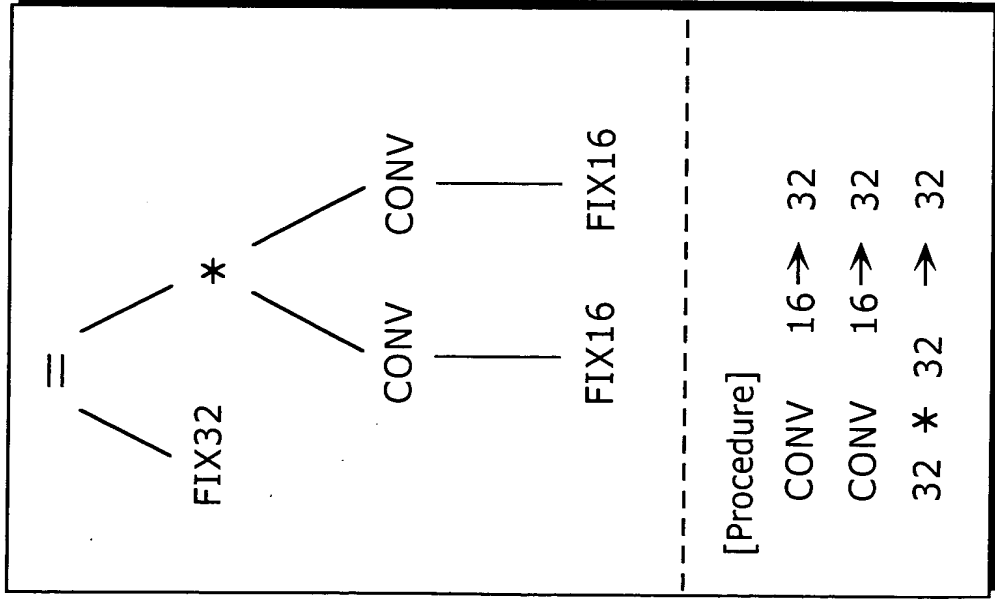 =
FIX32 *
CONV CONV
FIX16 FIX16
[Procedure]
CONV 16→ 32
CONV 16→ 32
32 * 32 → 32